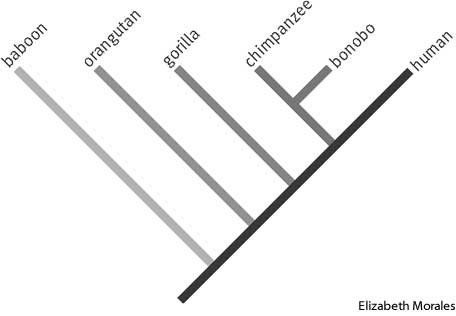 baboon
orangutan
gorilla
chimpanzee
bonobo
human
Elizabeth Morales